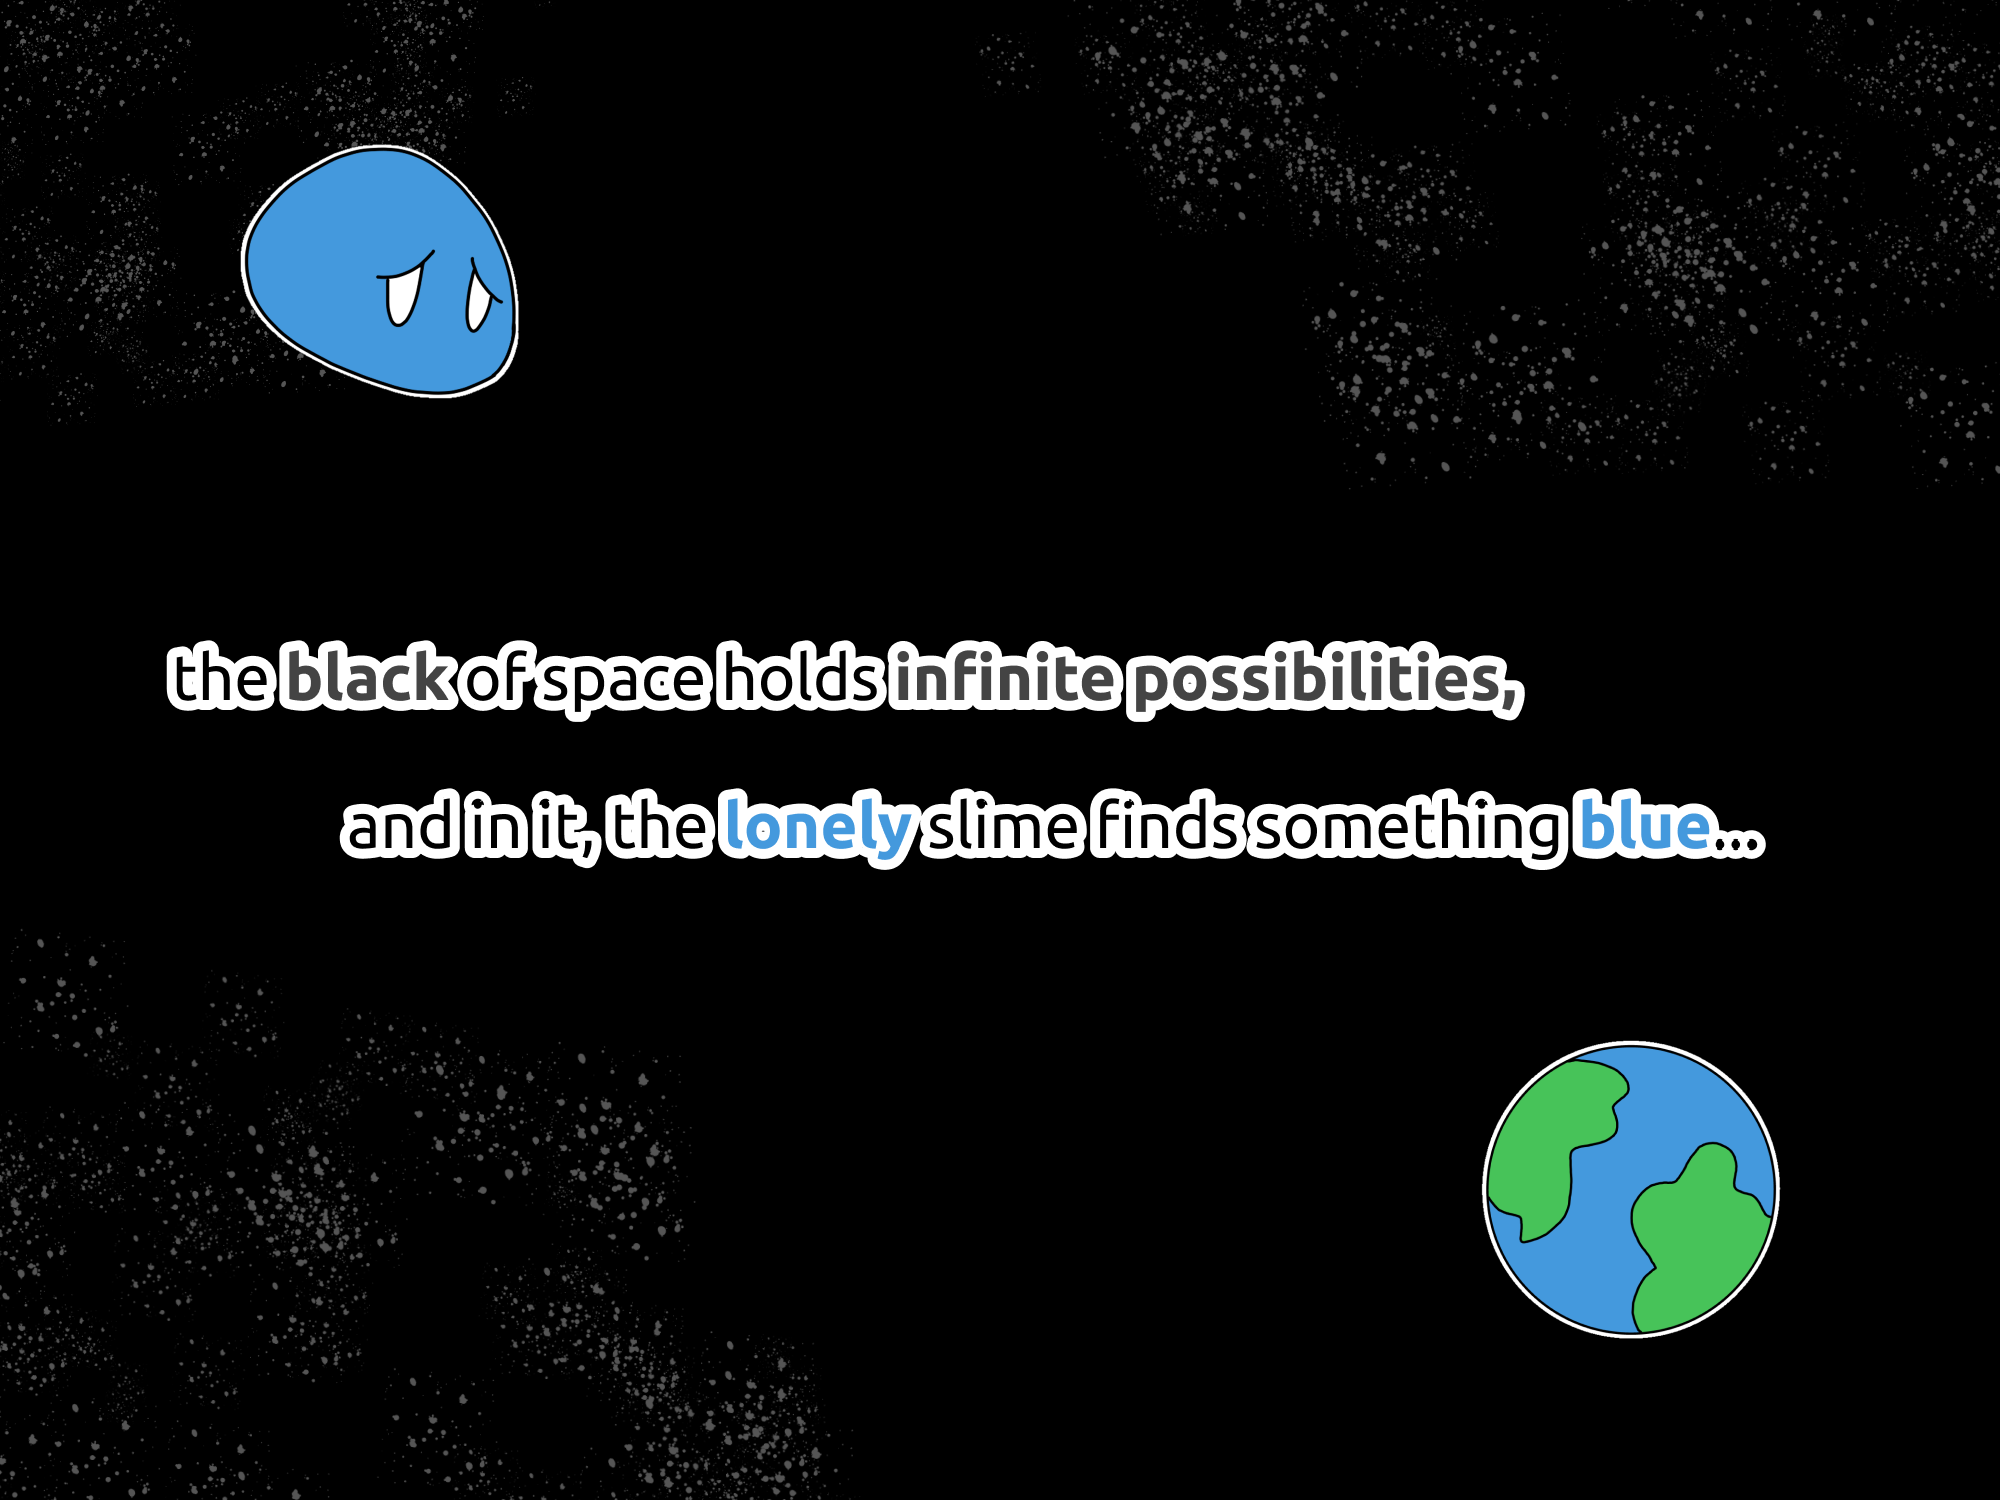 the black of space holds infinite possibilities,
and in it, the lonely slime finds something blue...